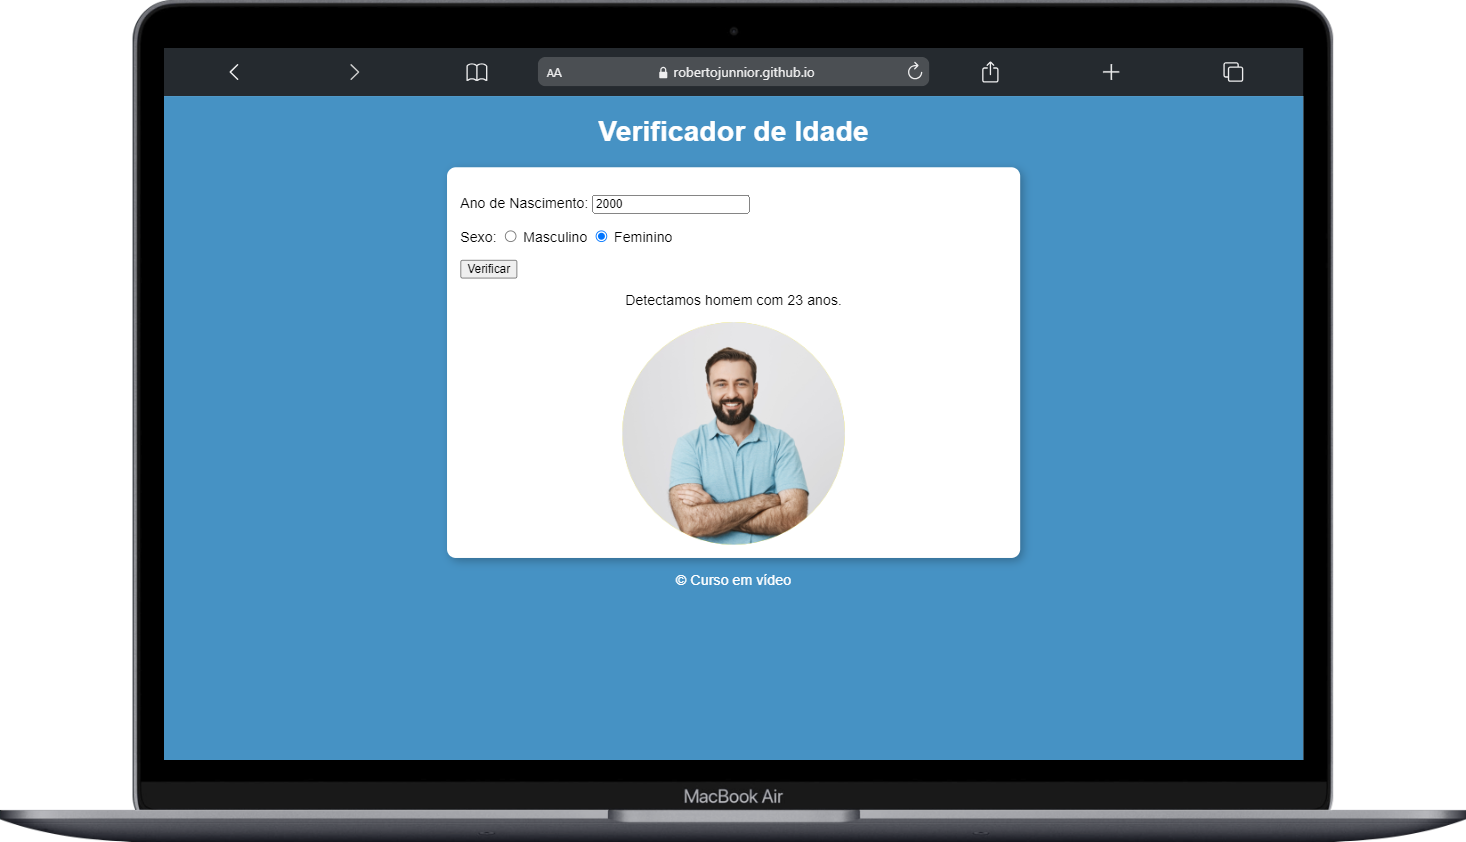 AA robertojunnior.github.io
Verificador de Idade
Ano de Nascimento: 2000
Sexo: Masculino Feminino
Verificar
Detectamos homem com 23 anos.
© Curso em vídeo
MacBook Air